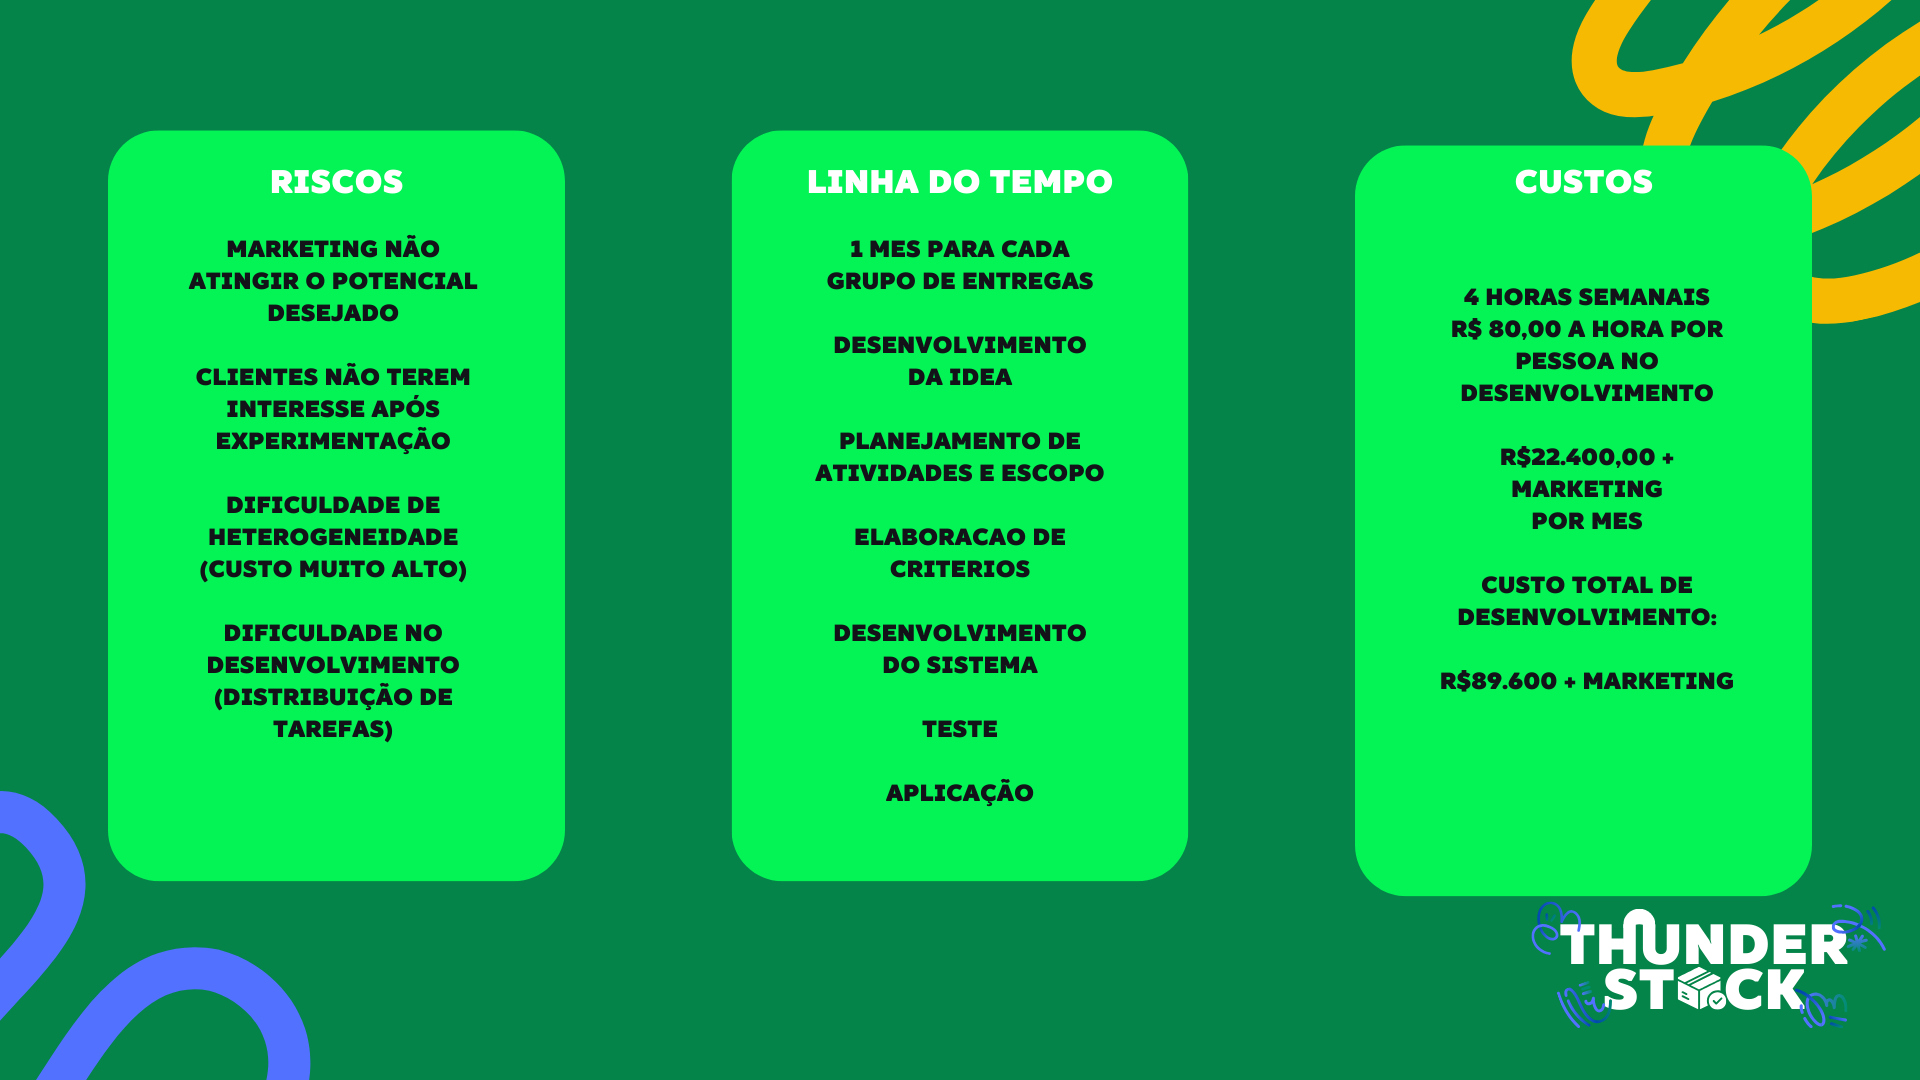 RISCOS
MARKETING NÃO
ATINGIR O POTENCIAL
DESEJADO
CLIENTES NÃO TEREM
INTERESSE APÓS
EXPERIMENTAÇÃO
DIFICULDADE DE
HETEROGENEIDADE
(CUSTO MUITO ALTO)
DIFICULDADE NO
DESENVOLVIMENTO
(DISTRIBUIÇÃO DE
TAREFAS)
LINHA DO TEMPO
1 MES PARA CADA
GRUPO DE ENTREGAS
DESENVOLVIMENTO
DA IDEA
PLANEJAMENTO DE
ATIVIDADES E ESCOPO
ELABORACAO DE
CRITERIOS
DESENVOLVIMENTO
DO SISTEMA
TESTE
APLICAÇÃO
CUSTOS
4 HORAS SEMANAIS
R$ 80,00 A HORA POR
PESSOA NO
DESENVOLVIMENTO
R$22.400,00 +
MARKETING
POR MES
CUSTO TOTAL DE
DESENVOLVIMENTO:
R$89.600 + MARKETING
THUNDER
STOCK